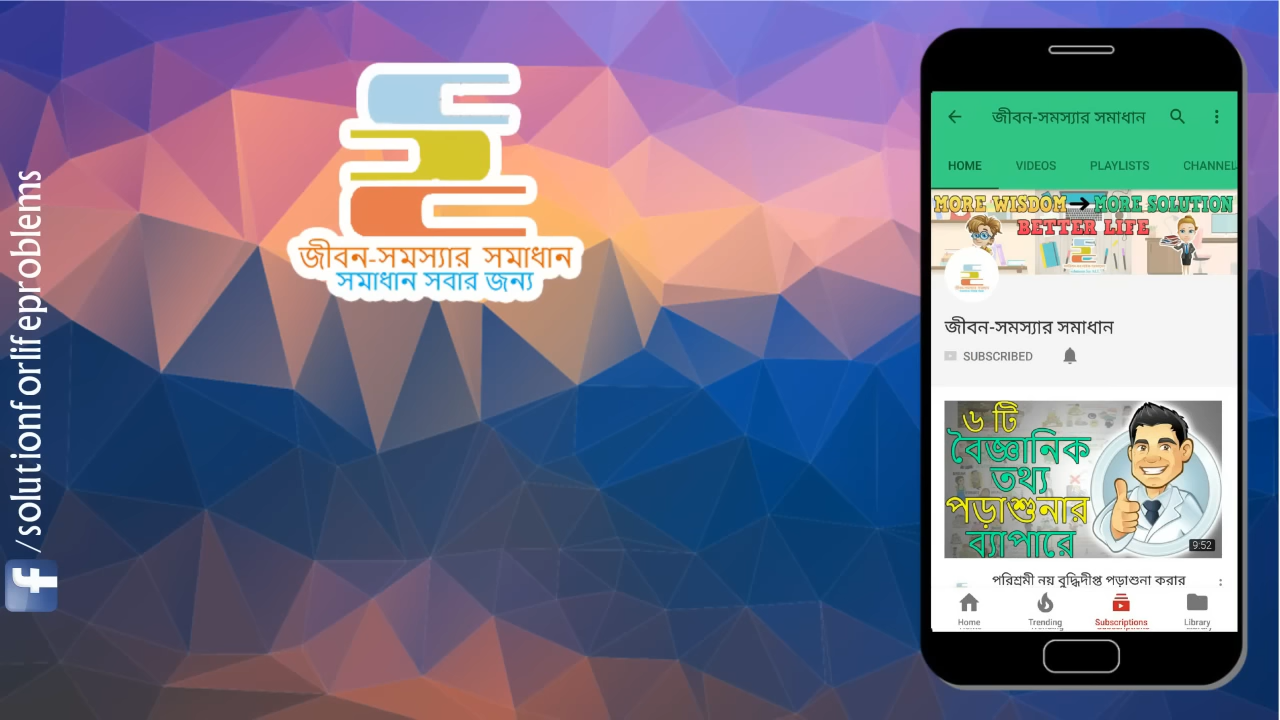 /solutionforlifeproblems
জীবন-সমস্যার সমাধান
সমাধান সবার জন্য
জীবন-সমস্যার সমাধান
HOME VIDEOS PLAYLISTS CHANNEL
MORE WISDOM → MORE SOLUTION
BETTER LIFE
জীবন-সমস্যার সমাধান
SUBSCRIBED
৬ টি
বৈজ্ঞানিক
তথ্য
পড়াশুনার
ব্যাপারে
9:52
পরিশ্রমী নয় বুদ্ধিদীপ্ত পড়াশুনা করার
Home Trending Subscriptions Library